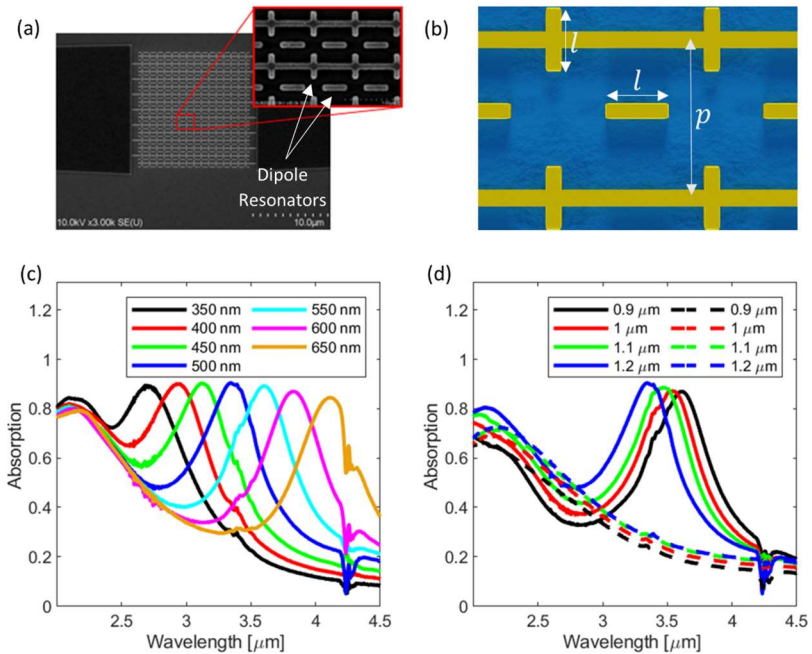 (a)
Dipole
Resonators
10.0kV x3.00k SE(U)
10.0µm
(b)
l
l
p
(c)
1.2
1
0.8
0.6
0.4
0.2
0
Absorption
350 nm
400 nm
450 nm
500 nm
550 nm
600 nm
650 nm
2.5
3
3.5
4
4.5
Wavelength [µm]
(d)
1.2
1
0.8
0.6
0.4
0.2
0
Absorption
0.9 µm
1 µm
1.1 µm
1.2 µm
0.9 µm
1 µm
1.1 µm
1.2 µm
2.5
3
3.5
4
4.5
Wavelength [µm]